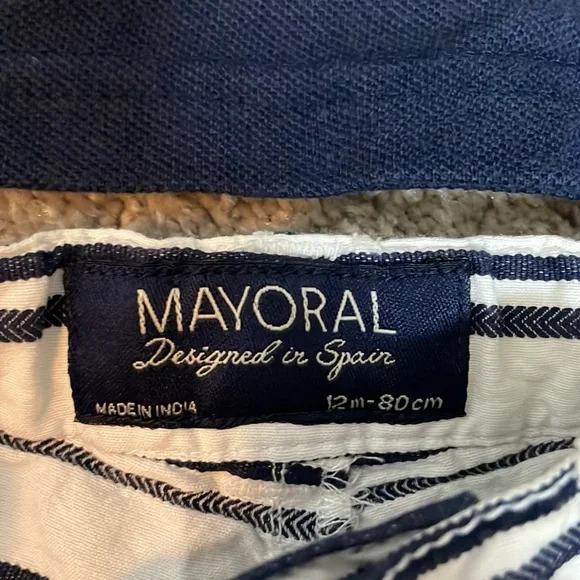 MAYORAL
Designed in Spain
MADE IN INDIA 12m-80cm